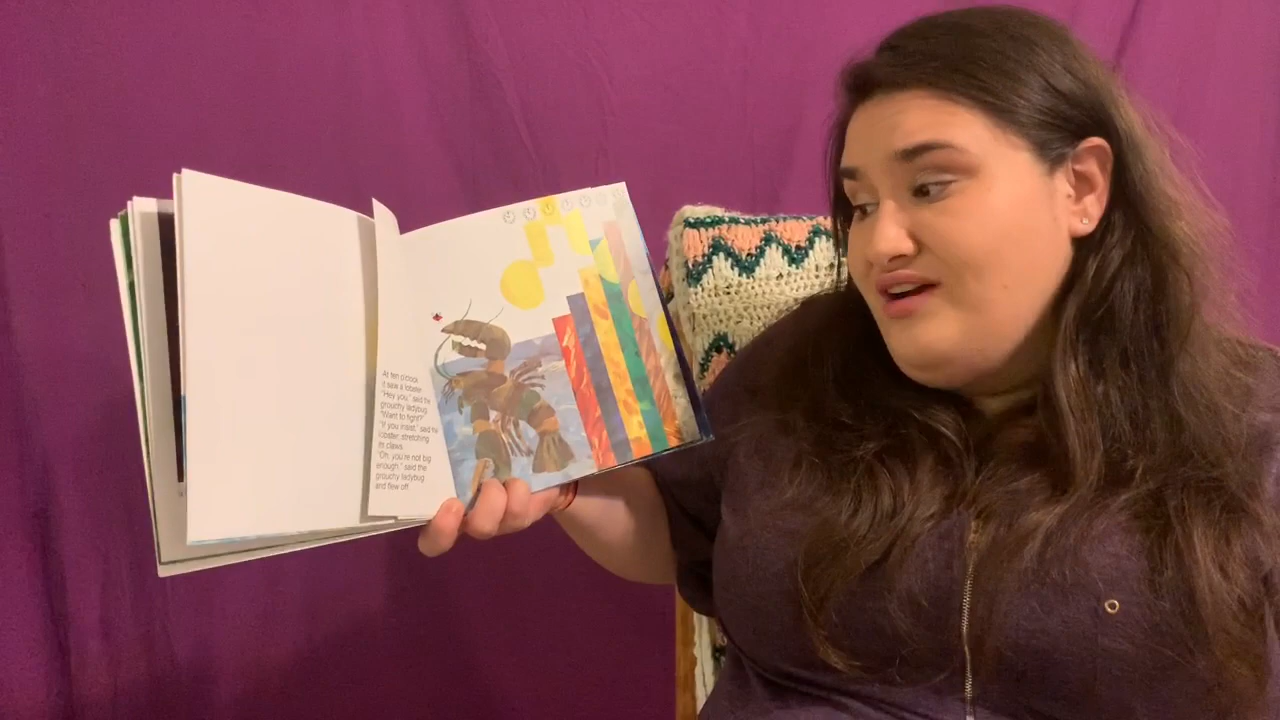 At ten o'clock
it saw a lobster.
"Hey you," said the
grouchy ladybug.
"Want to fight?"
"If you insist," said the
lobster, stretching
its claws.
"Oh, you're not big
enough," said the
grouchy ladybug
and flew off.